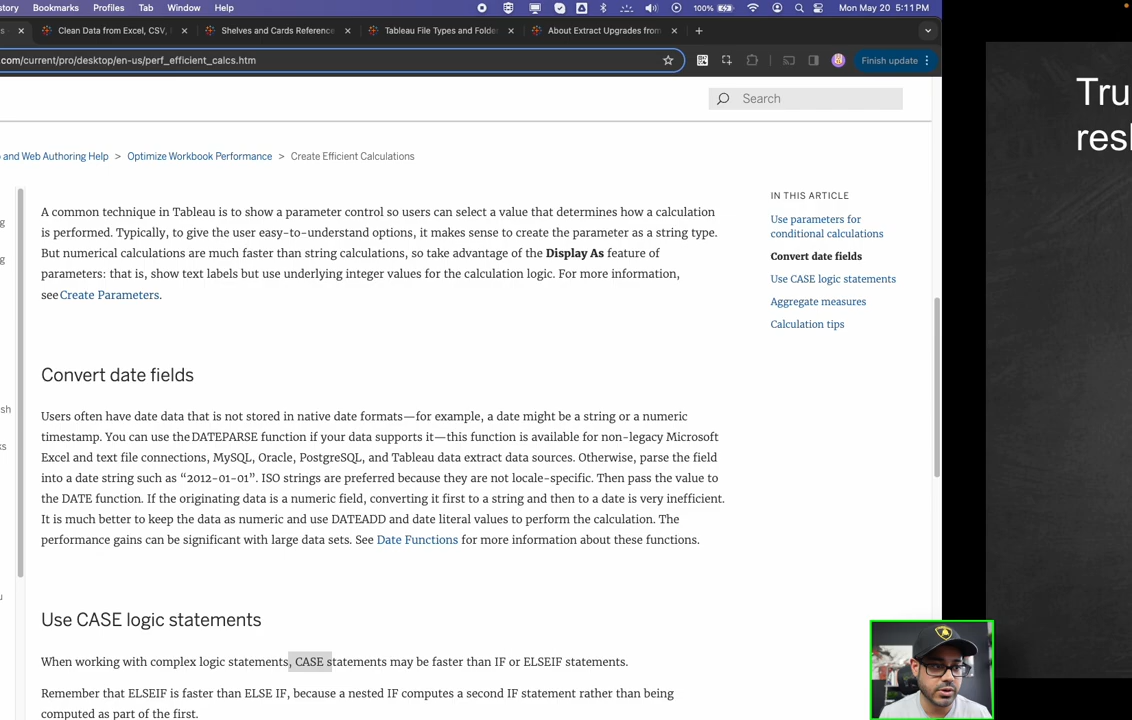 story Bookmarks Profiles Tab Window Help 100% Mon May 20 5:11 PM
Clean Data from Excel, CSV, Shelves and Cards Reference Tableau File Types and Folder About Extract Upgrades from
.com/current/pro/desktop/en-us/perf_efficient_calcs.htm Finish update
Search
and Web Authoring Help > Optimize Workbook Performance > Create Efficient Calculations
A common technique in Tableau is to show a parameter control so users can select a value that determines how a calculation
is performed. Typically, to give the user easy-to-understand options, it makes sense to create the parameter as a string type.
But numerical calculations are much faster than string calculations, so take advantage of the Display As feature of
parameters: that is, show text labels but use underlying integer values for the calculation logic. For more information,
see Create Parameters.
Convert date fields
Users often have date data that is not stored in native date formats—for example, a date might be a string or a numeric
timestamp. You can use the DATEPARSE function if your data supports it—this function is available for non-legacy Microsoft
Excel and text file connections, MySQL, Oracle, PostgreSQL, and Tableau data extract data sources. Otherwise, parse the field
into a date string such as “2012-01-01”. ISO strings are preferred because they are not locale-specific. Then pass the value to
the DATE function. If the originating data is a numeric field, converting it first to a string and then to a date is very inefficient.
It is much better to keep the data as numeric and use DATEADD and date literal values to perform the calculation. The
performance gains can be significant with large data sets. See Date Functions for more information about these functions.
Use CASE logic statements
When working with complex logic statements, CASE statements may be faster than IF or ELSEIF statements.
Remember that ELSEIF is faster than ELSE IF, because a nested IF computes a second IF statement rather than being
computed as part of the first.
IN THIS ARTICLE
Use parameters for
conditional calculations
Convert date fields
Use CASE logic statements
Aggregate measures
Calculation tips
Tru
resl